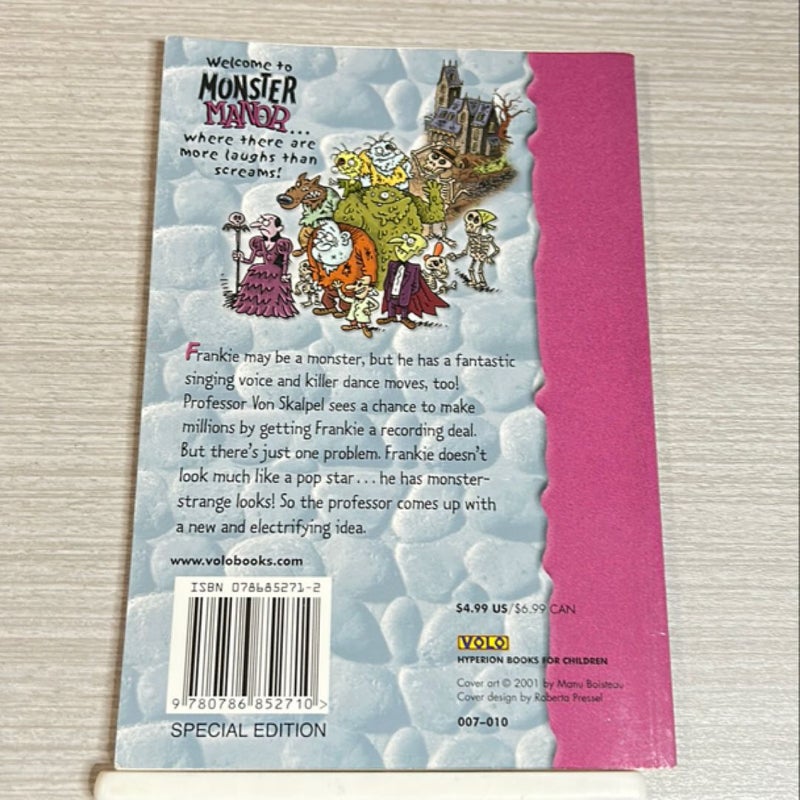 Welcome to
MONSTER
MANOR...
where there are
more laughs than
screams!
Frankie may be a monster, but he has a fantastic
singing voice and killer dance moves, too!
Professor Von Skalpel sees a chance to make
millions by getting Frankie a recording deal.
But there's just one problem. Frankie doesn't
look much like a pop star... he has monster-
strange looks! So the professor comes up with
a new and electrifying idea.
www.volobooks.com
ISBN 078685271-2
9 780786 852710 >
SPECIAL EDITION
$4.99 US/$6.99 CAN
VOLO
HYPERION BOOKS FOR CHILDREN
Cover art © 2001 by Manu Boisteau
Cover design by Roberta Pressel
007-010